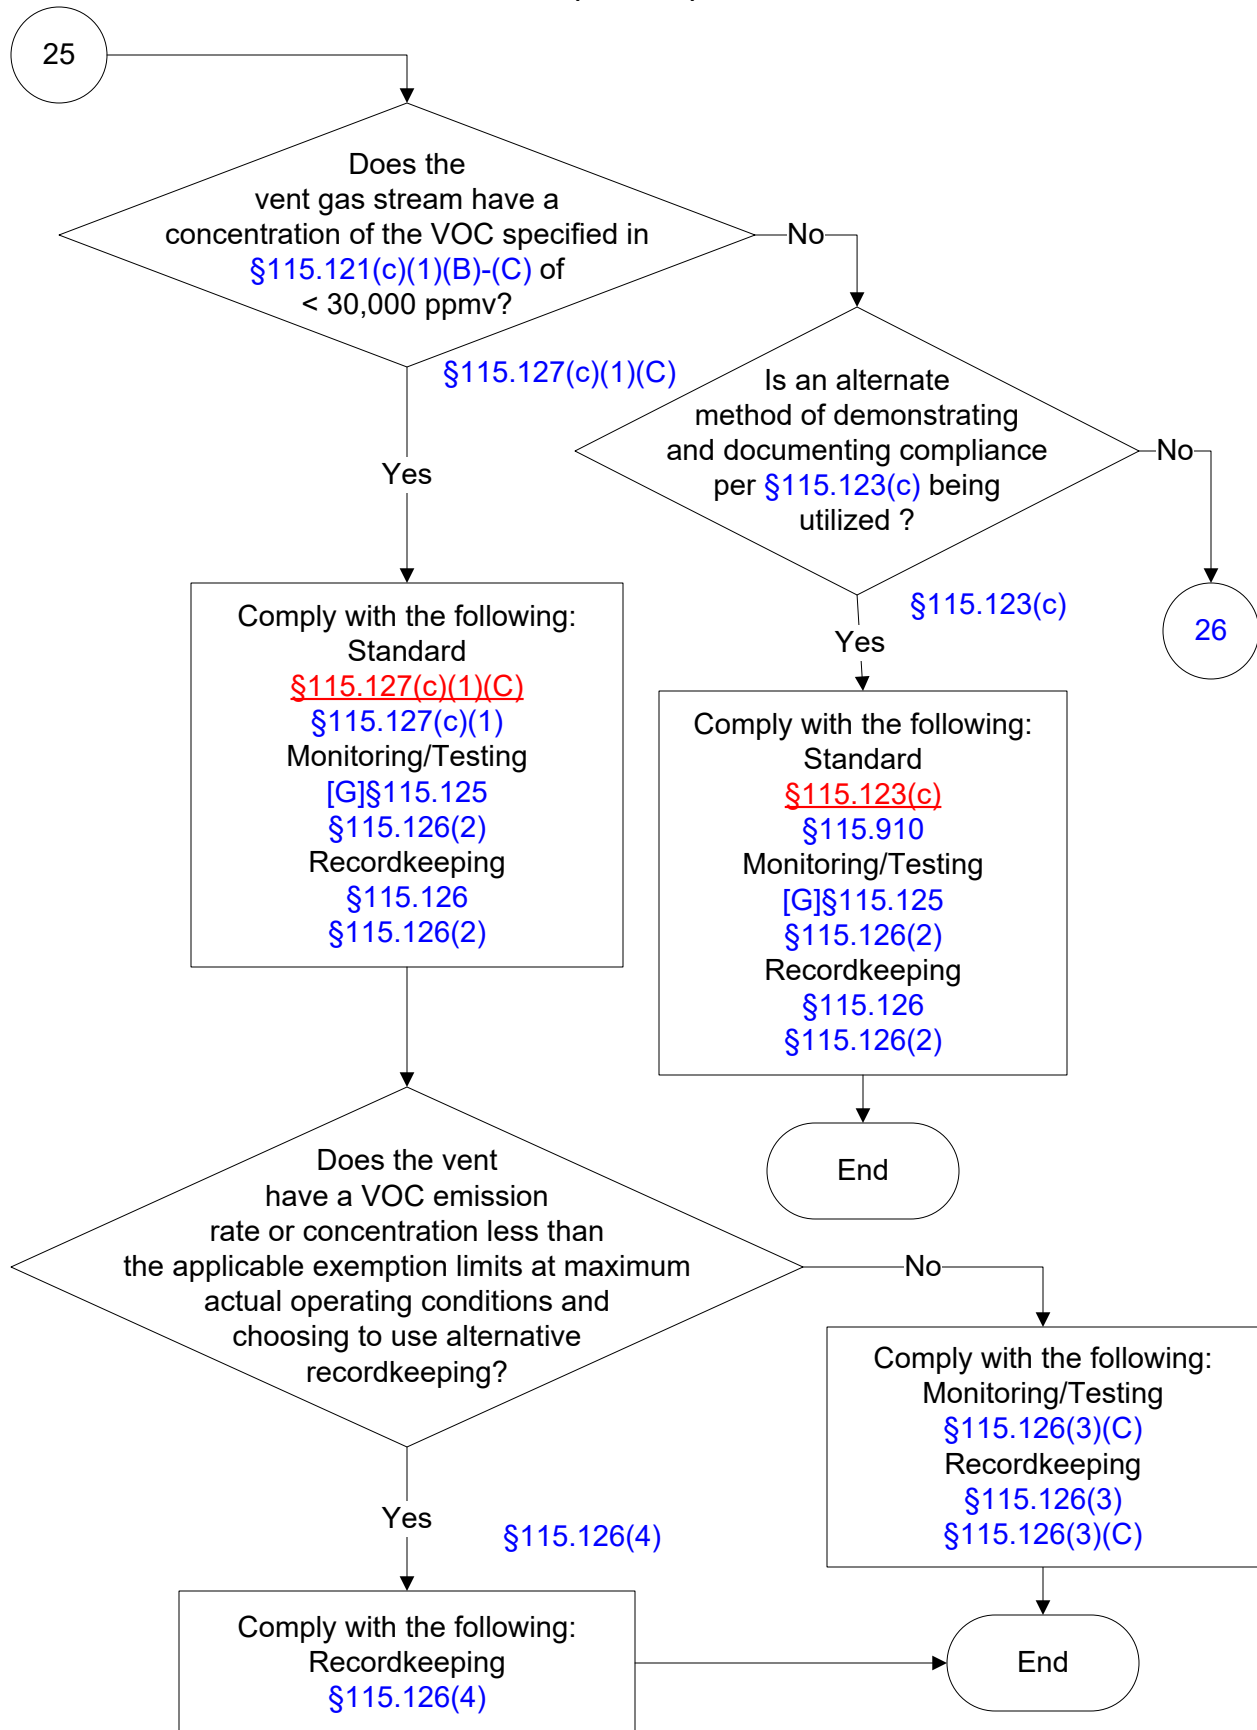 25
Does the
vent gas stream have a
concentration of the VOC specified in
§115.121(c)(1)(B)-(C) of
< 30,000 ppmv?
No
§115.127(c)(1)(C)
Yes
Is an alternate
method of demonstrating
and documenting compliance
per §115.123(c) being
utilized ?
No
26
§115.123(c)
Yes
Comply with the following:
Standard
§115.127(c)(1)(C)
§115.127(c)(1)
Monitoring/Testing
[G]§115.125
§115.126(2)
Recordkeeping
§115.126
§115.126(2)
Comply with the following:
Standard
§115.123(c)
§115.910
Monitoring/Testing
[G]§115.125
§115.126(2)
Recordkeeping
§115.126
§115.126(2)
End
Does the vent
have a VOC emission
rate or concentration less than
the applicable exemption limits at maximum
actual operating conditions and
choosing to use alternative
recordkeeping?
No
Comply with the following:
Monitoring/Testing
§115.126(3)(C)
Recordkeeping
§115.126(3)
§115.126(3)(C)
Yes
§115.126(4)
Comply with the following:
Recordkeeping
§115.126(4)
End